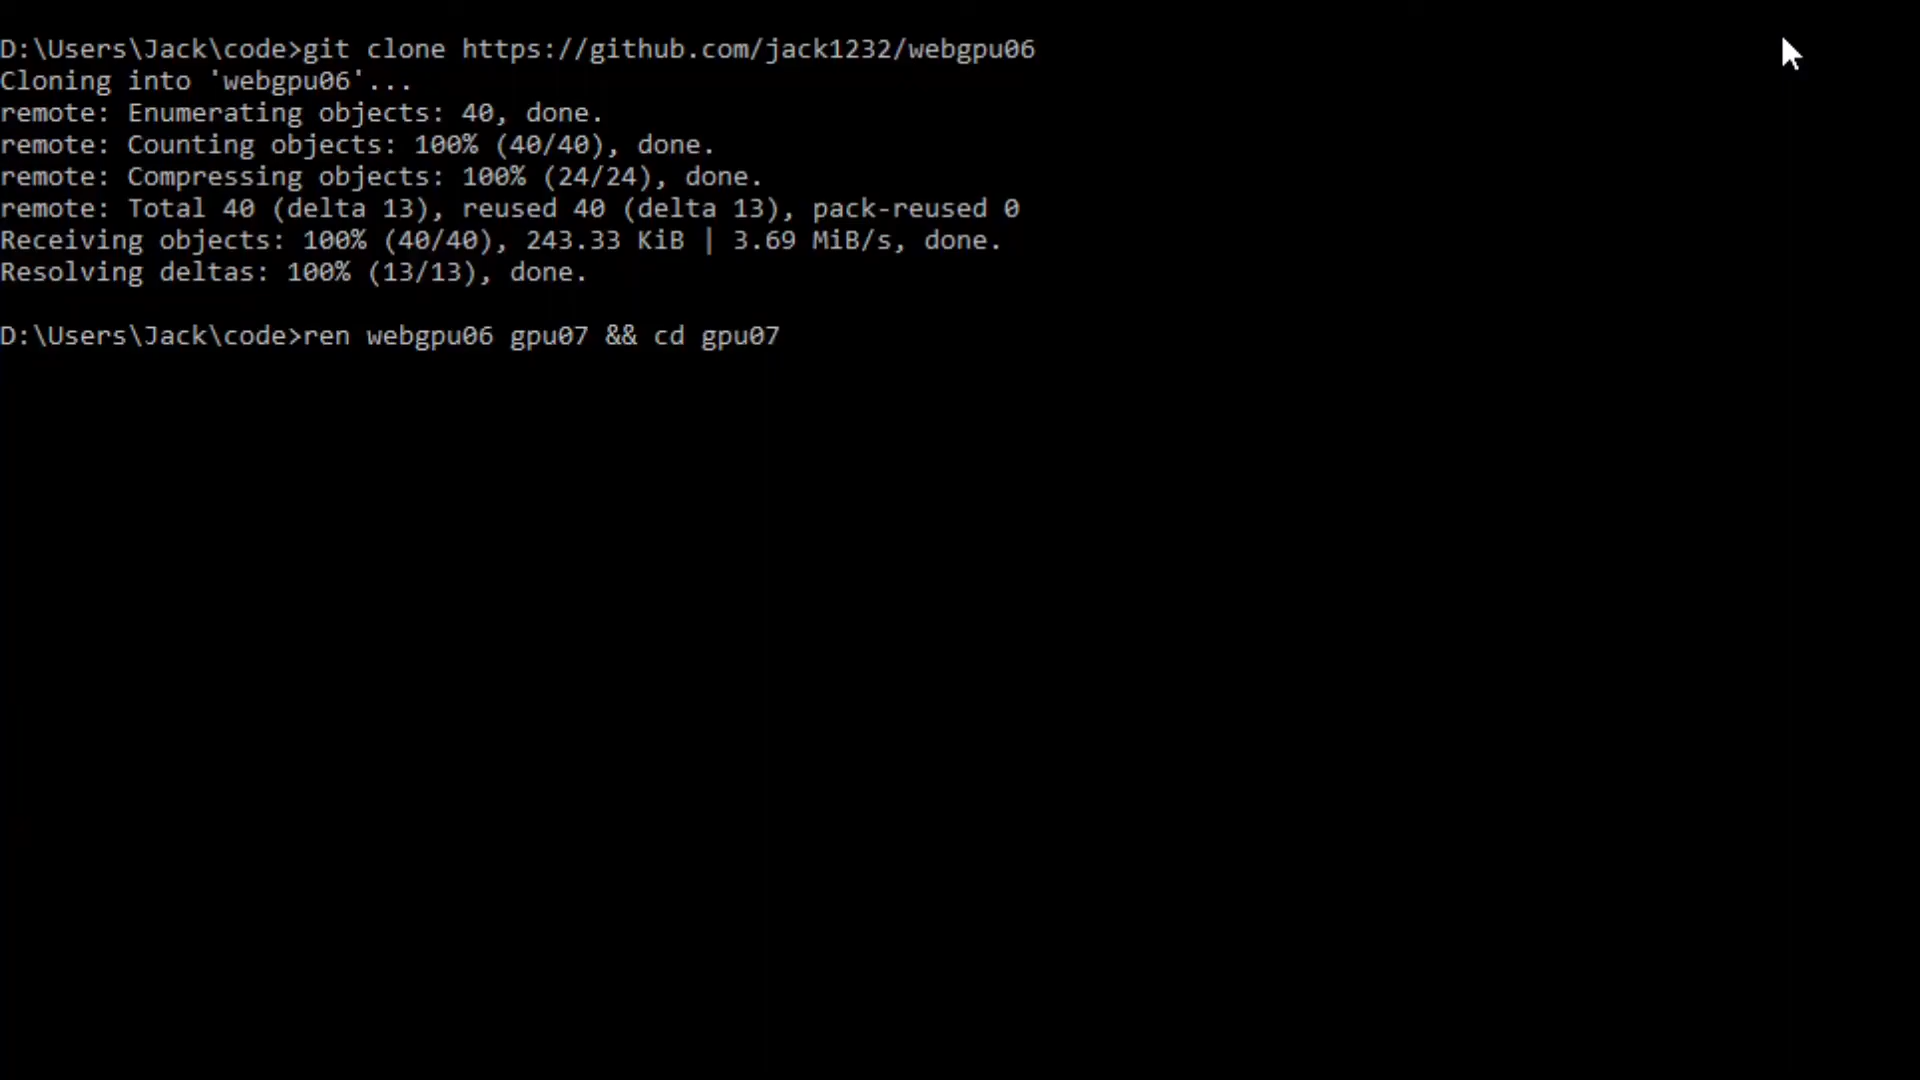 D:\Users\Jack\code>git clone https://github.com/jack1232/webgpu06
Cloning into 'webgpu06'...
remote: Enumerating objects: 40, done.
remote: Counting objects: 100% (40/40), done.
remote: Compressing objects: 100% (24/24), done.
remote: Total 40 (delta 13), reused 40 (delta 13), pack-reused 0
Receiving objects: 100% (40/40), 243.33 KiB | 3.69 MiB/s, done.
Resolving deltas: 100% (13/13), done.
D:\Users\Jack\code>ren webgpu06 gpu07 && cd gpu07